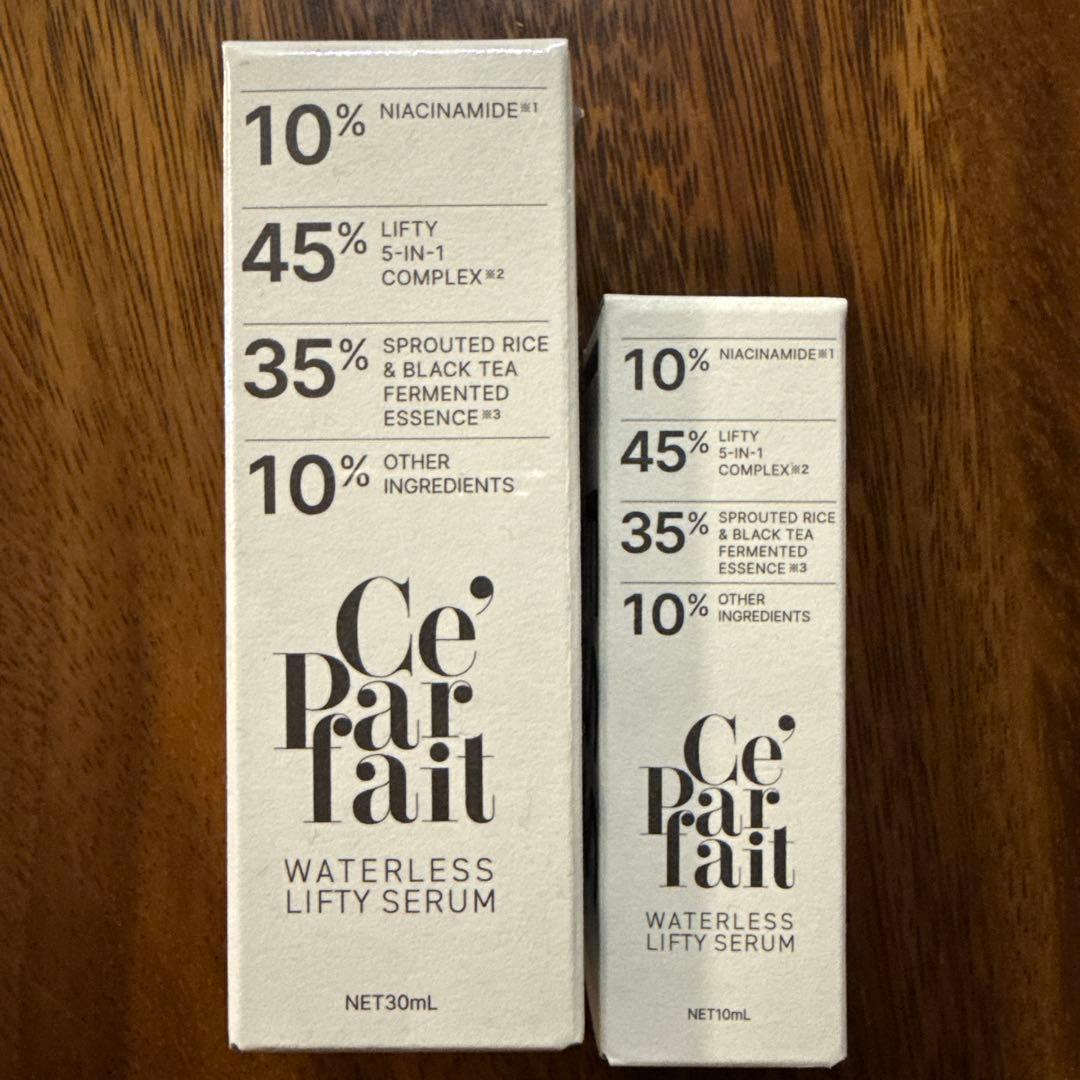 10% NIACINAMIDE※1
45% LIFTY
5-IN-1
COMPLEX※2
35% SPROUTED RICE
& BLACK TEA
FERMENTED
ESSENCE※3
10% OTHER
INGREDIENTS
Ce'
Par
fait
WATERLESS
LIFTY SERUM
NET30mL
10% NIACINAMIDE※1
45% LIFTY
5-IN-1
COMPLEX※2
35% SPROUTED RICE
& BLACK TEA
FERMENTED
ESSENCE※3
10% OTHER
INGREDIENTS
Ce'
Par
fait
WATERLESS
LIFTY SERUM
NET10mL